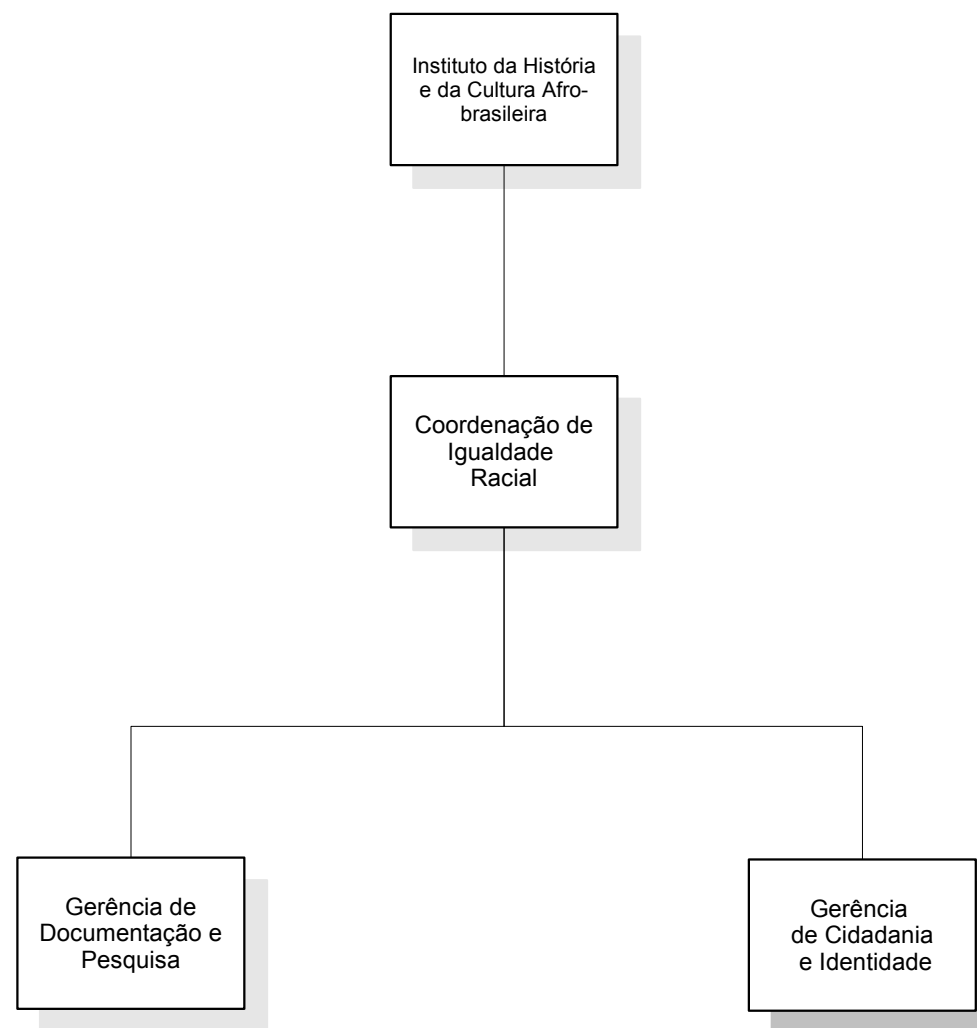 Instituto da História
e da Cultura Afro-
brasileira
Coordenação de
Igualdade
Racial
Gerência de
Documentação e
Pesquisa
Gerência
de Cidadania
e Identidade